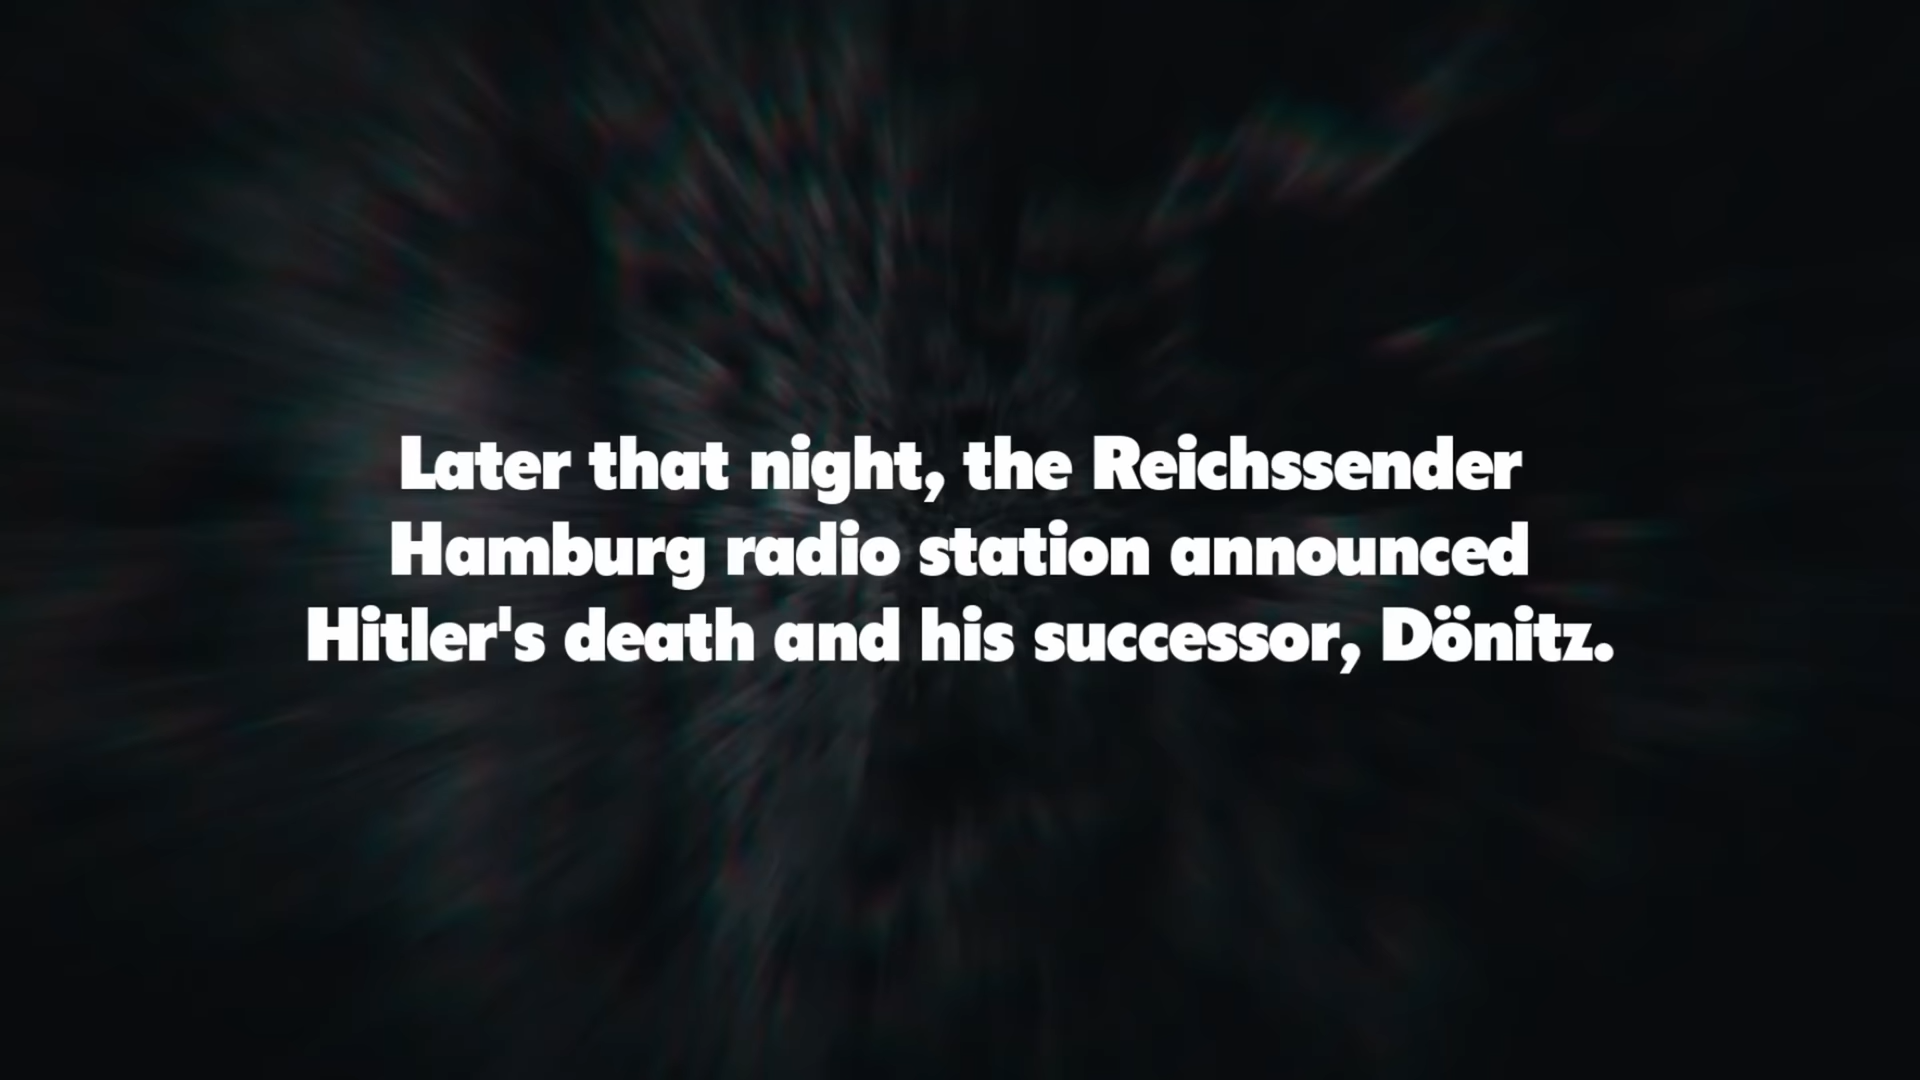 Later that night, the Reichssender
Hamburg radio station announced
Hitler's death and his successor, Dönitz.